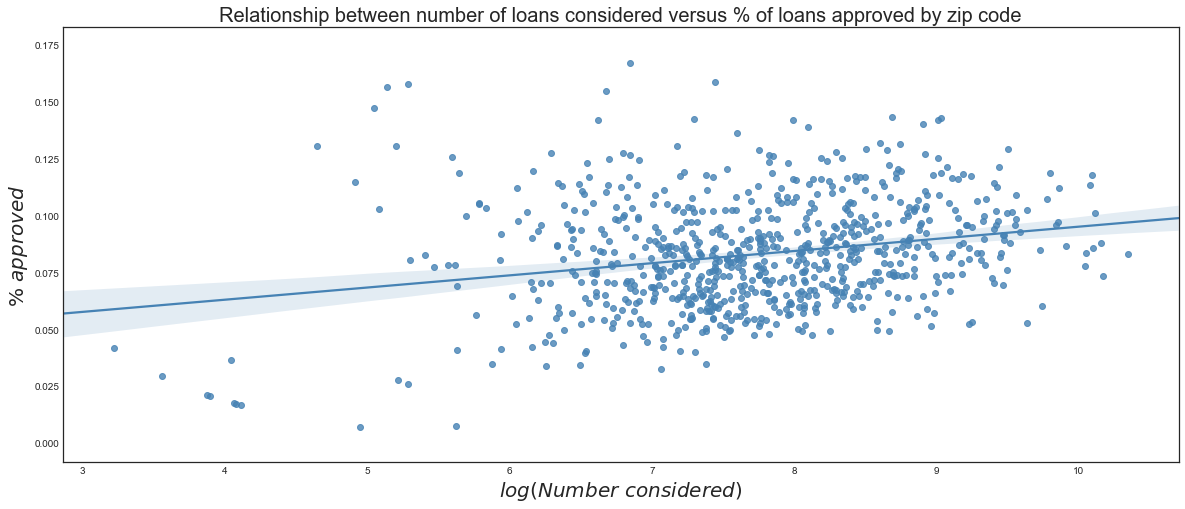 Relationship between number of loans considered versus % of loans approved by zip code
% approved
0.175
0.150
0.125
0.100
0.075
0.050
0.025
0.000
3 4 5 6 7 8 9 10
log(Number considered)